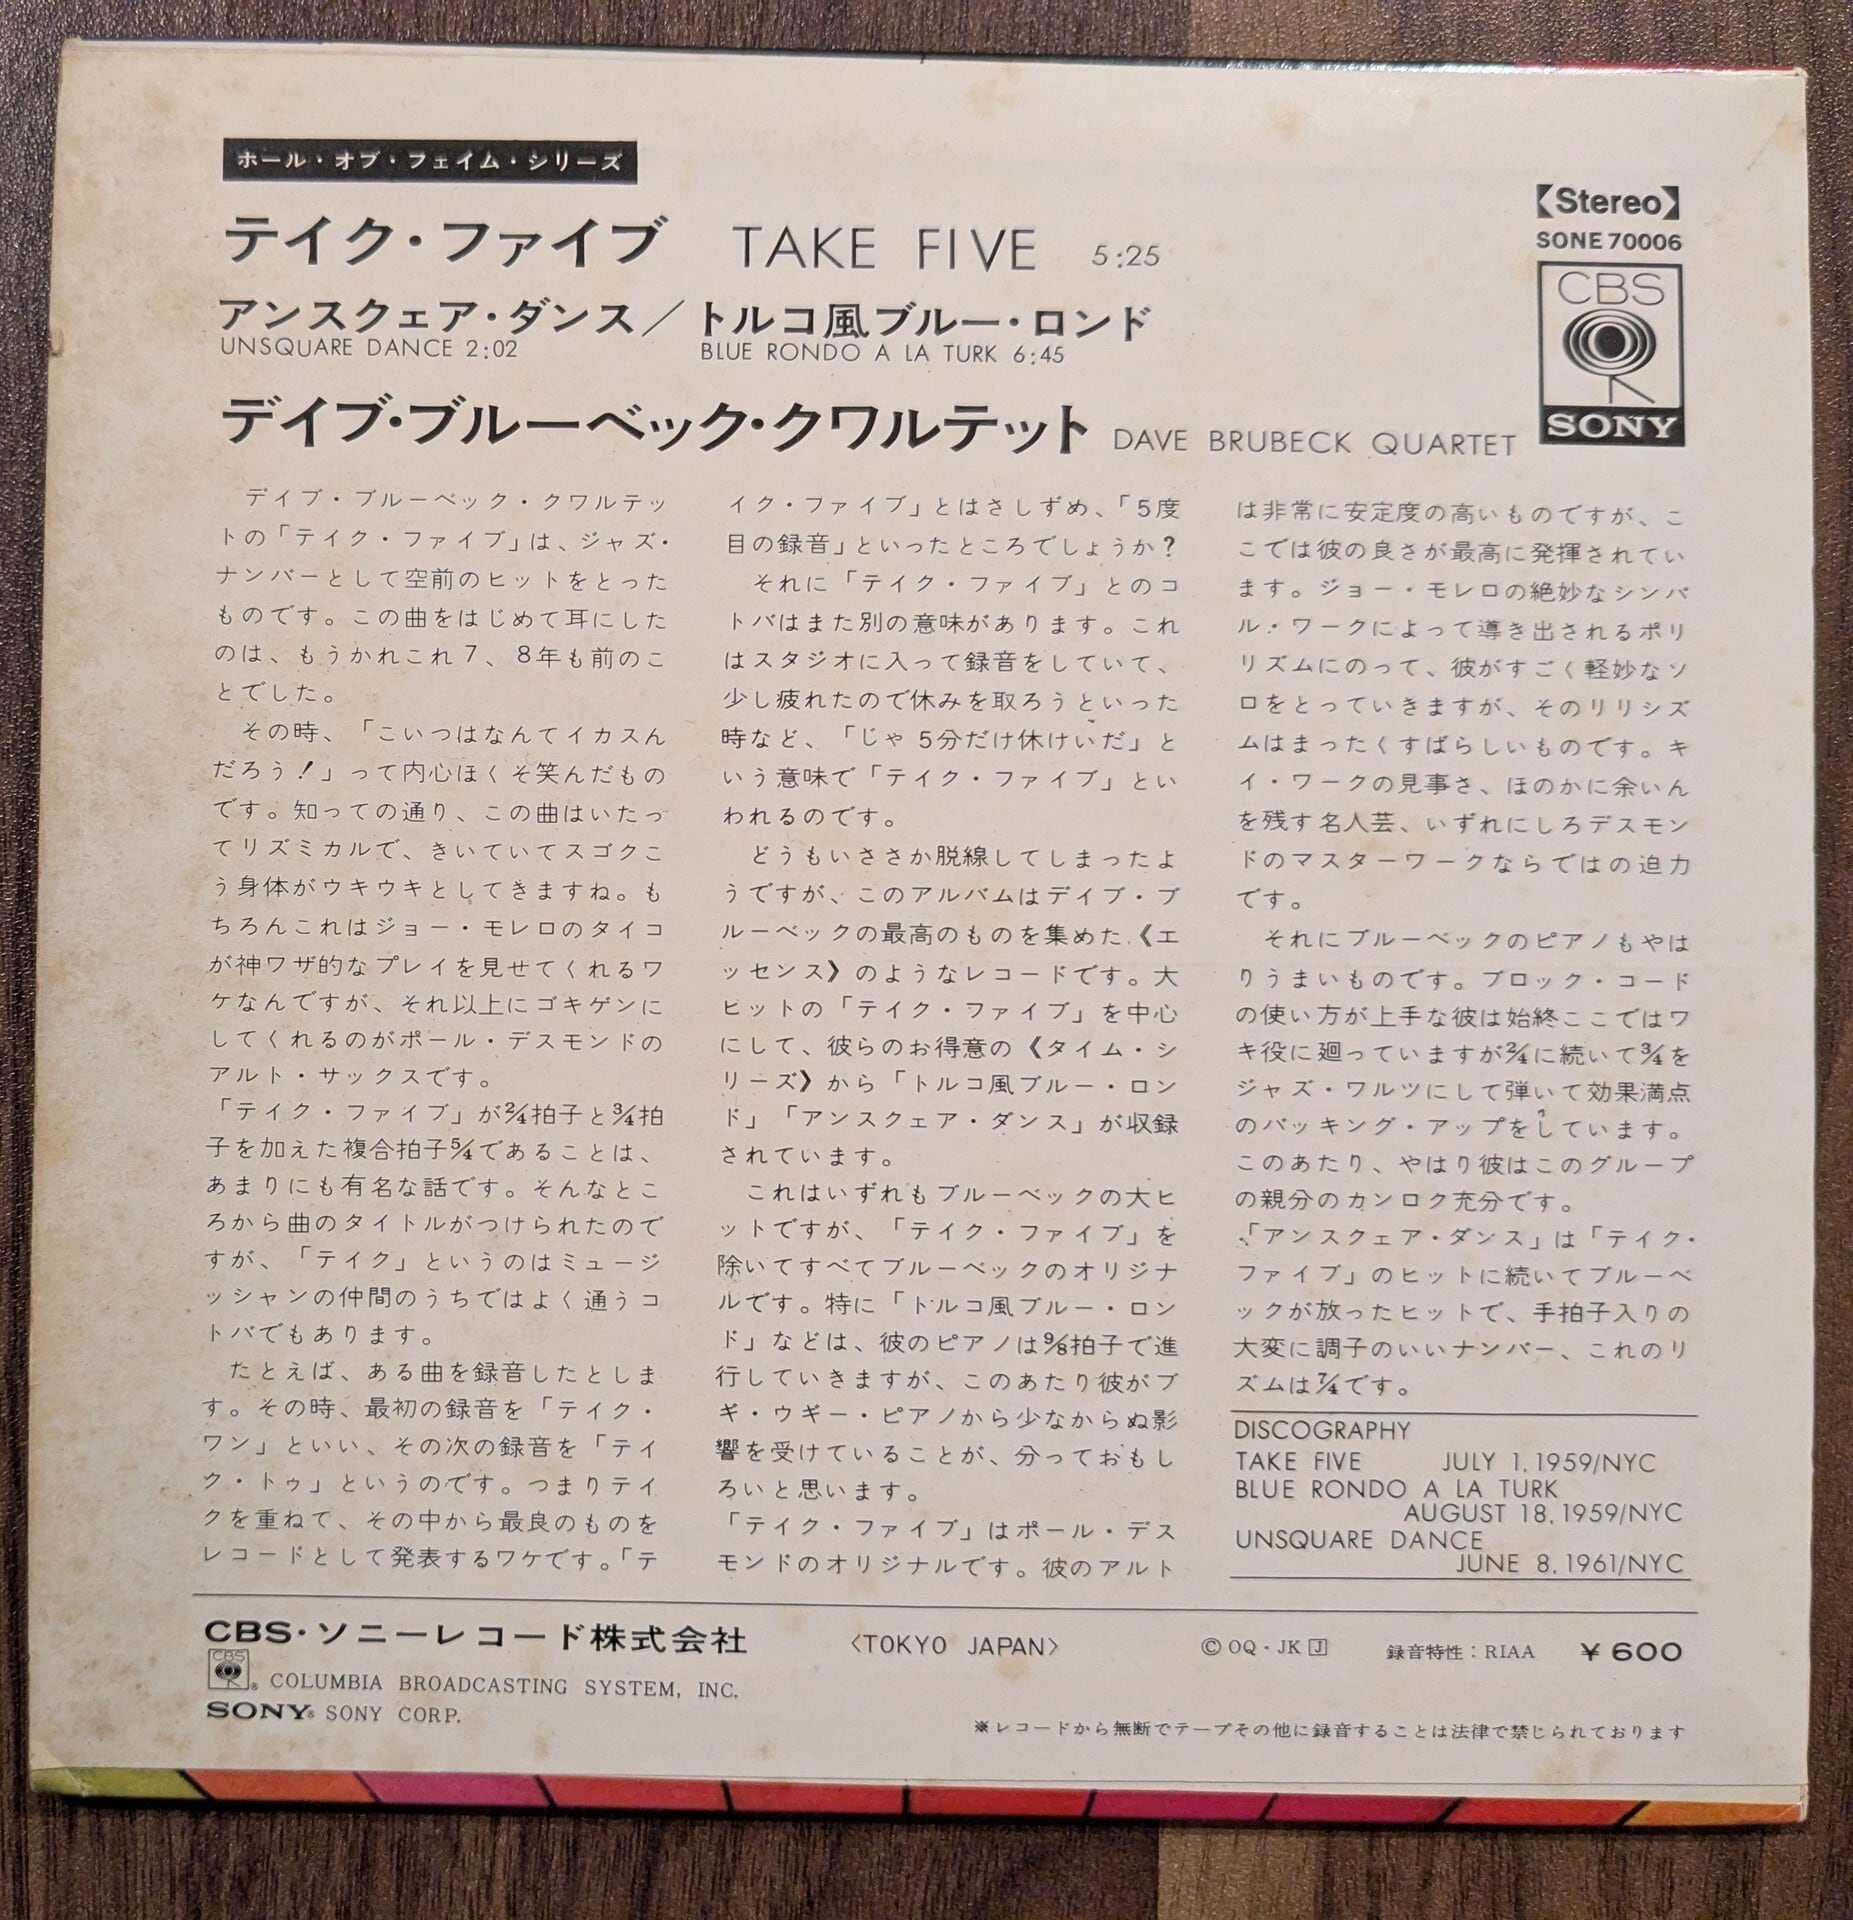 ホール・オブ・フェイム・シリーズ
テイク・ファイブ TAKE FIVE 5:25
アンスクェア・ダンス／トルコ風ブルー・ロンド
UNSQUARE DANCE 2:02 BLUE RONDO A LA TURK 6:45
デイブ・ブルーベック・クワルテット DAVE BRUBECK QUARTET
【Stereo】
SONE 70006
CBS
SONY
デイブ・ブルーベック・クワルテッ
トの「テイク・ファイブ」は、ジャズ・
ナンバーとして空前のヒットをとった
ものです。この曲をはじめて耳にした
のは、もうかれこれ7、8年も前のこ
とでした。
その時、「こいつはなんてイカスん
だろう！」って内心ほくそ笑んだもの
です。知っての通り、この曲はいたっ
てリズミカルで、きいていてスゴクこ
う身体がウキウキとしてきますね。も
ちろんこれはジョー・モレロのタイコ
が神ワザ的なプレイを見せてくれるワ
ケなんですが、それ以上にゴキゲンに
してくれるのがポール・デスモンドの
アルト・サックスです。
「テイク・ファイブ」が2/4拍子と3/4拍
子を加えた複合拍子5/4であることは、
あまりにも有名な話です。そんなとこ
ろから曲のタイトルがつけられたので
すが、「テイク」というのはミュージ
ッシャンの仲間のうちではよく通うコ
トバでもあります。
たとえば、ある曲を録音したとしま
す。その時、最初の録音を「テイク・
ワン」といい、その次の録音を「テイ
ク・トゥ」というのです。つまりテイ
クを重ねて、その中から最良のものを
レコードとして発表するワケです。「テ
イク・ファイブ」とはさしずめ、「5度
目の録音」といったところでしょうか？
それに「テイク・ファイブ」とのコ
トバはまた別の意味があります。これ
はスタジオに入って録音をしていて、
少し疲れたので休みを取ろうといった
時など、「じゃ5分だけ休けいだ」と
いう意味で「テイク・ファイブ」とい
われるのです。
どうもいささか脱線してしまったよ
うですが、このアルバムはデイブ・ブ
ルーベックの最高のものを集めた、《エ
ッセンス》のようなレコードです。大
ヒットの「テイク・ファイブ」を中心
にして、彼らのお得意の《タイム・シ
リーズ》から「トルコ風ブルー・ロン
ド」「アンスクェア・ダンス」が収録
されています。
これはいずれもブルーベックの大ヒ
ットですが、「テイク・ファイブ」を
除いてすべてブルーベックのオリジナ
ルです。特に「トルコ風ブルー・ロン
ド」などは、彼のピアノは9/8拍子で進
行していきますが、このあたり彼がブ
ギ・ウギー・ピアノから少なからぬ影
響を受けていることが、分っておもし
ろいと思います。
「テイク・ファイブ」はポール・デス
モンドのオリジナルです。彼のアルト
は非常に安定度の高いものですが、こ
こでは彼の良さが最高に発揮されてい
ます。ジョー・モレロの絶妙なシンバ
ル・ワークによって導き出されるポリ
リズムにのって、彼がすごく軽妙なソ
ロをとっていきますが、そのリリシズ
ムはまったくすばらしいものです。キ
イ・ワークの見事さ、ほのかに余いん
を残す名人芸、いずれにしろデスモン
ドのマスターワークならではの迫力
です。
それにブルーベックのピアノもやは
りうまいものです。ブロック・コード
の使い方が上手な彼は始終ここではワ
キ役に廻っていますが2/4に続いて3/4を
ジャズ・ワルツにして弾いて効果満点
のバッキング・アップをしています。
このあたり、やはり彼はこのグループ
の親分のカンロク充分です。
「アンスクェア・ダンス」は「テイク・
ファイブ」のヒットに続いてブルーベ
ックが放ったヒットで、手拍子入りの
大変に調子のいいナンバー、これのリ
ズムは7/4です。
DISCOGRAPHY
TAKE FIVE JULY 1, 1959/NYC
BLUE RONDO A LA TURK
AUGUST 18, 1959/NYC
UNSQUARE DANCE
JUNE 8, 1961/NYC
CBS・ソニーレコード株式会社 〈TOKYO JAPAN〉 ©OQ・JK J 録音特性：RIAA ￥600
CBS ® COLUMBIA BROADCASTING SYSTEM, INC.
SONY® SONY CORP.
※レコードから無断でテープその他に録音することは法律で禁じられております